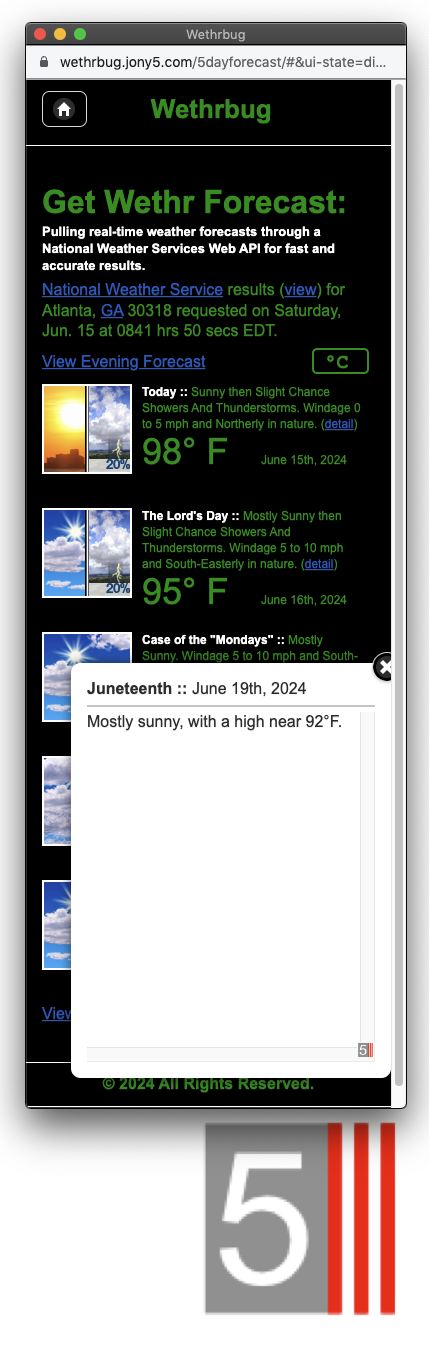 Wethrbug
wethrbug.jony5.com/5dayforecast/#&ui-state=di...
Wethrbug
Get Wethr Forecast:
Pulling real-time weather forecasts through a
National Weather Services Web API for fast and
accurate results.
National Weather Service results (view) for
Atlanta, GA 30318 requested on Saturday,
Jun. 15 at 0841 hrs 50 secs EDT.
View Evening Forecast
°C
Today :: Sunny then Slight Chance
Showers And Thunderstorms. Windage 0
to 5 mph and Northerly in nature. (detail)
20%
98° F
June 15th, 2024
The Lord's Day :: Mostly Sunny then
Slight Chance Showers And
Thunderstorms. Windage 5 to 10 mph
and South-Easterly in nature. (detail)
20%
95° F
June 16th, 2024
Case of the "Mondays" :: Mostly
Sunny. Windage 5 to 10 mph and South-
Juneteenth :: June 19th, 2024
Mostly sunny, with a high near 92°F.
View
5
© 2024 All Rights Reserved.
5